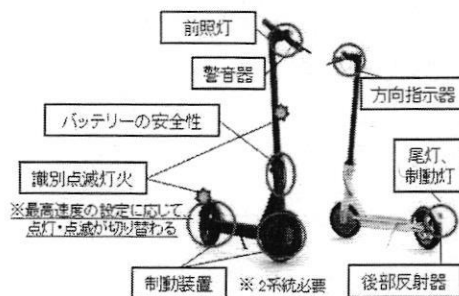 前照灯
警音器
方向指示器
バッテリーの安全性
尾灯、
制動灯
識別点滅灯火
※最高速度の設定に応じて、
点灯・点滅が切り替わる
制動装置
※ 2系統必要
後部反射器